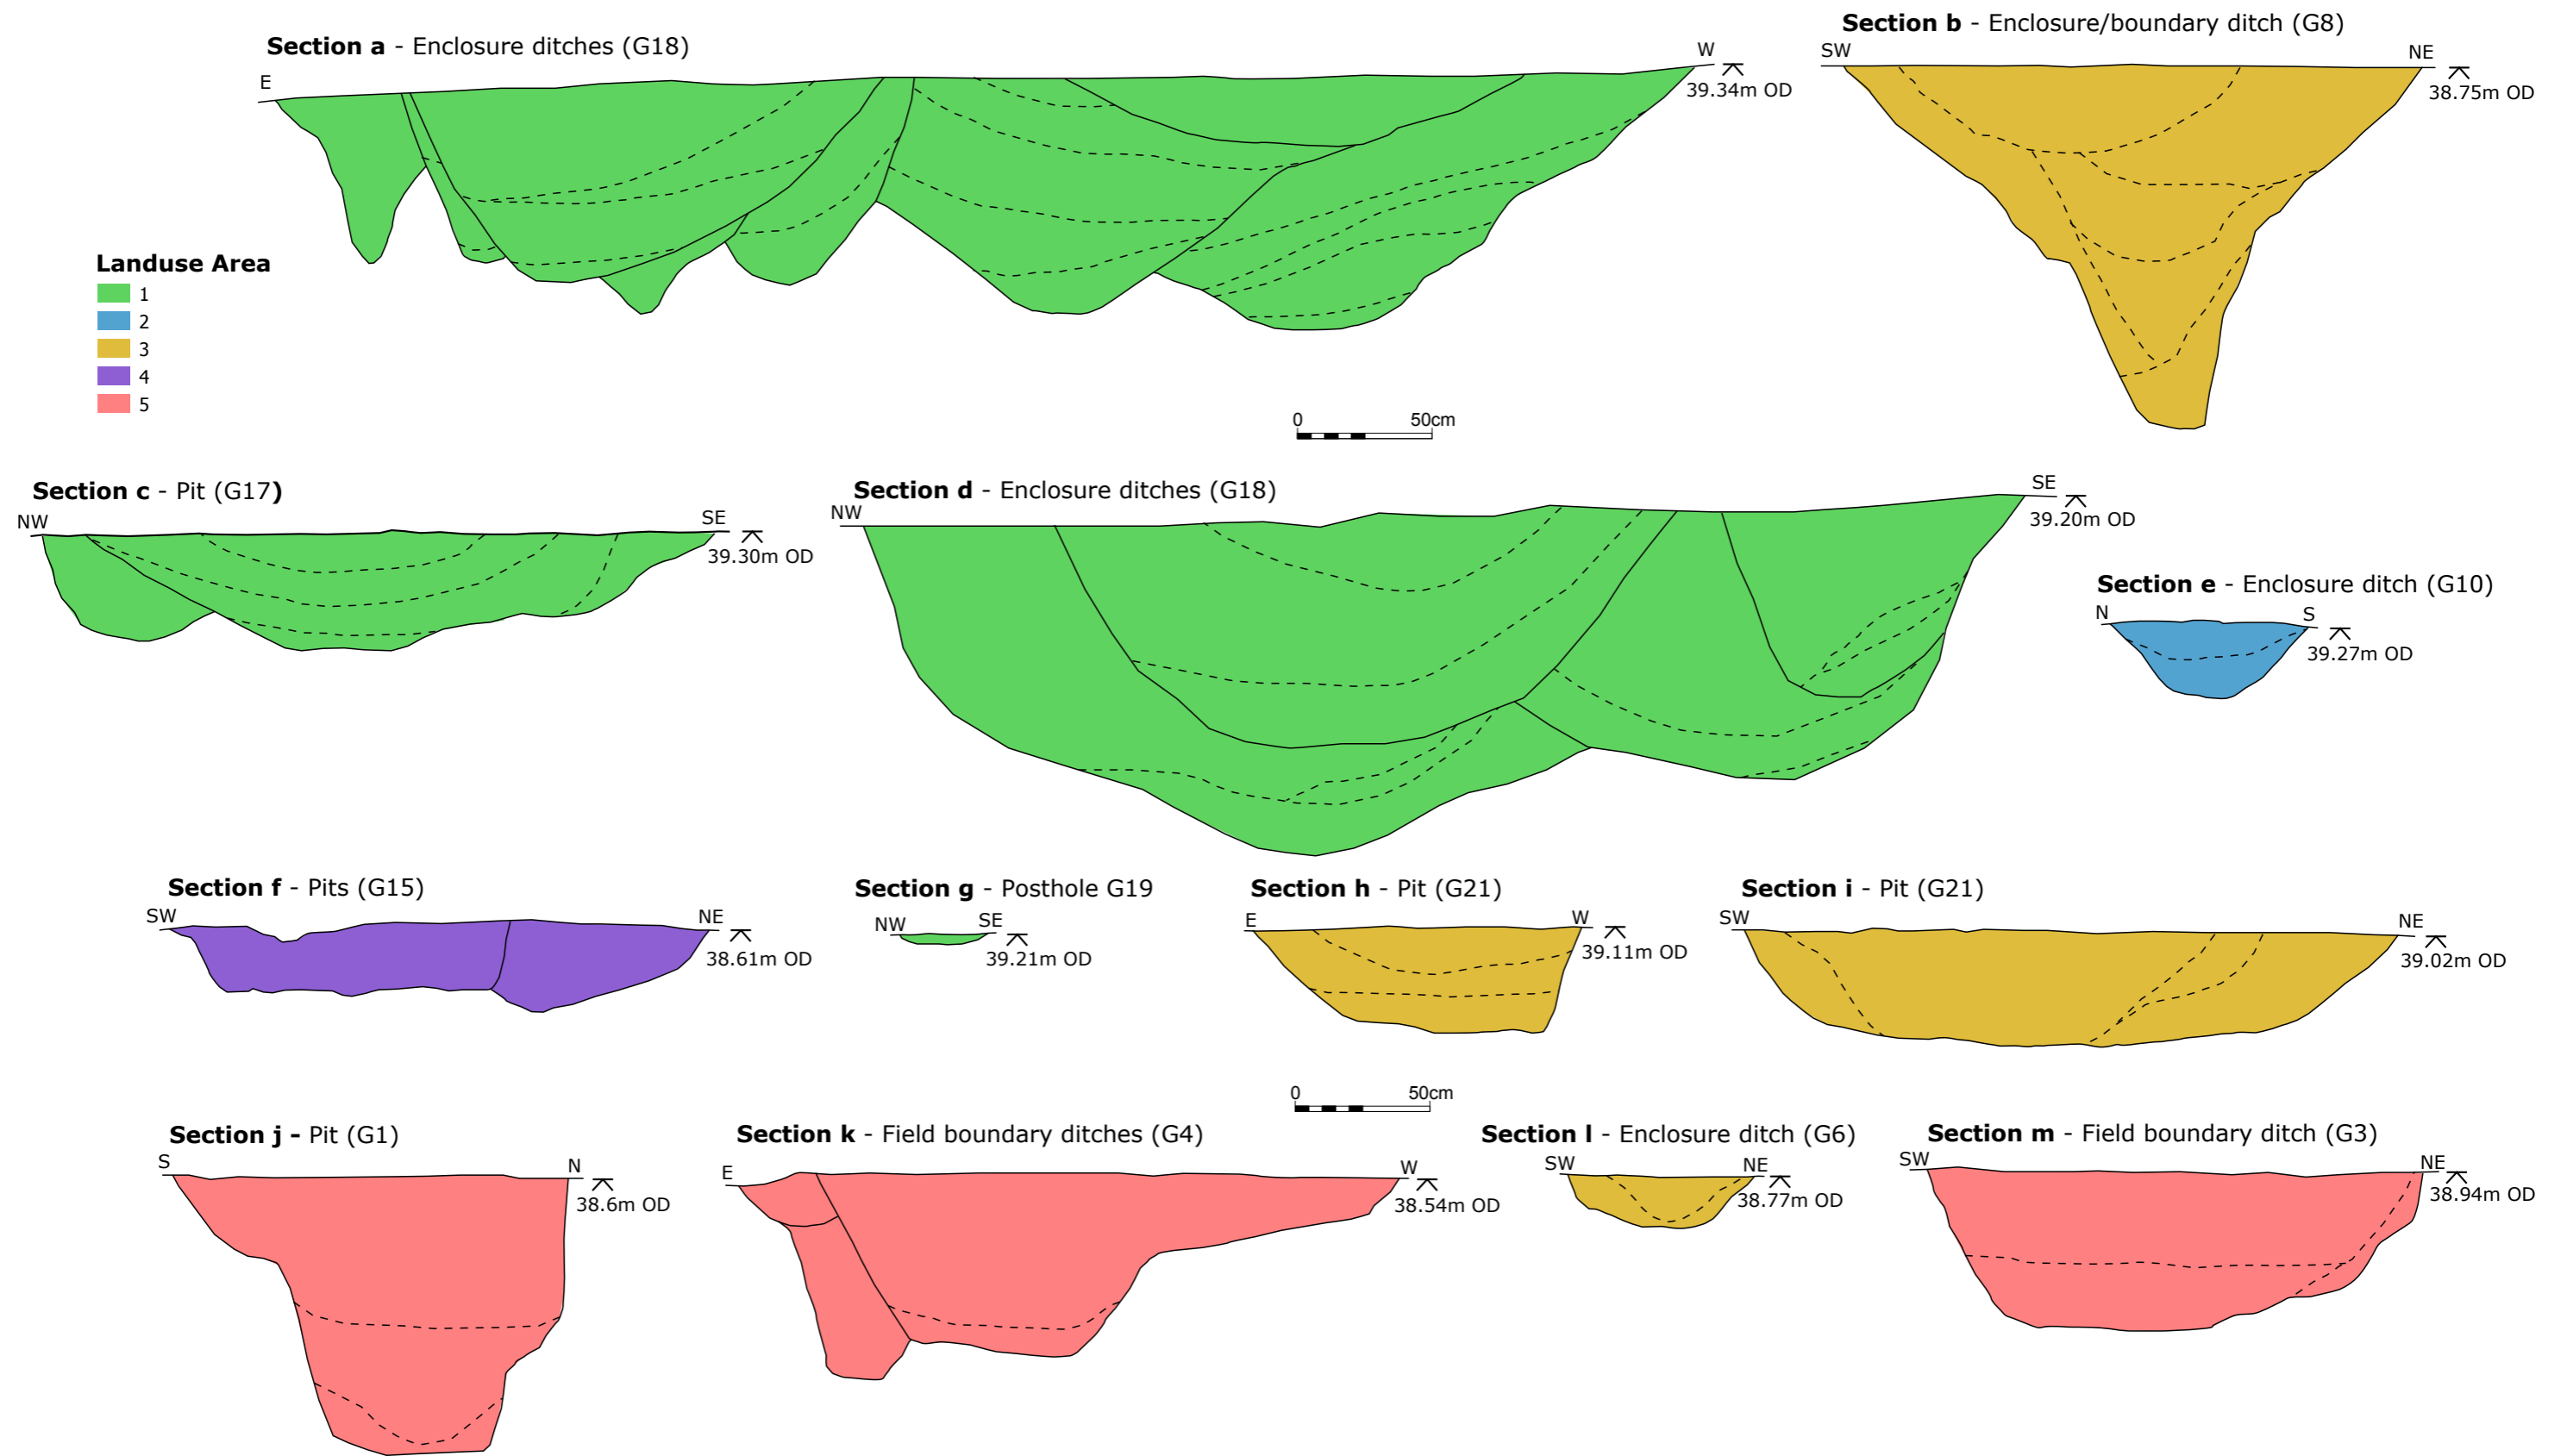 Section a - Enclosure ditches (G18)
E
W
39.34m OD
Section b - Enclosure/boundary ditch (G8)
SW
NE
38.75m OD
Landuse Area
1
2
3
4
5
0 50cm
Section c - Pit (G17)
NW
SE
39.30m OD
Section d - Enclosure ditches (G18)
NW
SE
39.20m OD
Section e - Enclosure ditch (G10)
N
S
39.27m OD
Section f - Pits (G15)
SW
NE
38.61m OD
Section g - Posthole G19
NW
SE
39.21m OD
Section h - Pit (G21)
E
W
39.11m OD
Section i - Pit (G21)
SW
NE
39.02m OD
0 50cm
Section j - Pit (G1)
S
N
38.6m OD
Section k - Field boundary ditches (G4)
E
W
38.54m OD
Section l - Enclosure ditch (G6)
SW
NE
38.77m OD
Section m - Field boundary ditch (G3)
SW
NE
38.94m OD